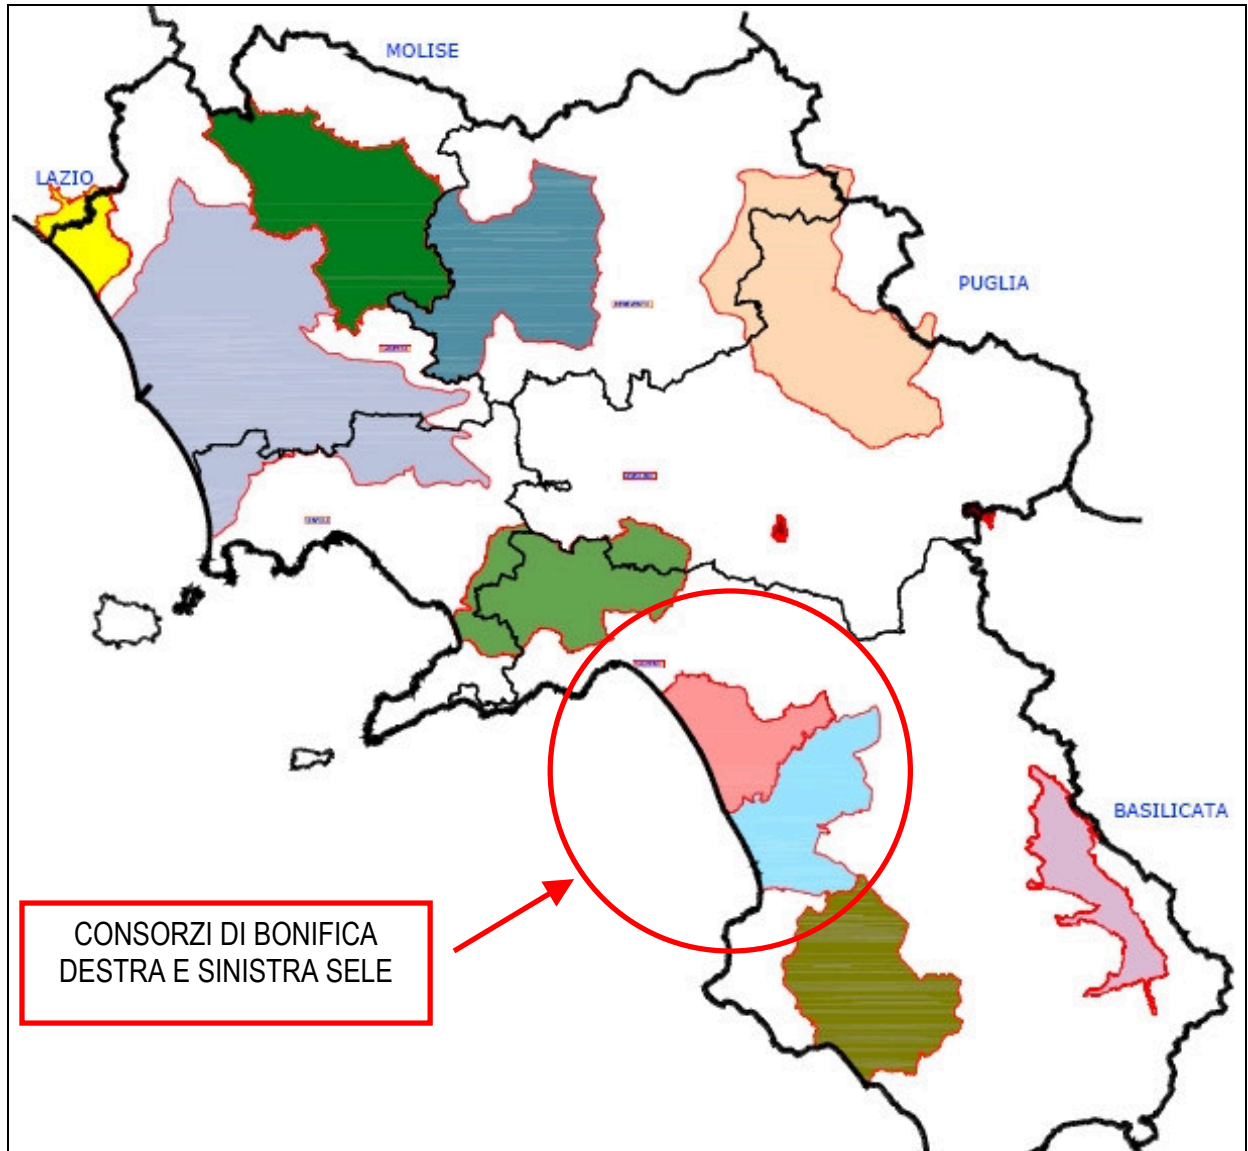 MOLISE
LAZIO
PUGLIA
BASILICATA
CONSORZI DI BONIFICA
DESTRA E SINISTRA SELE